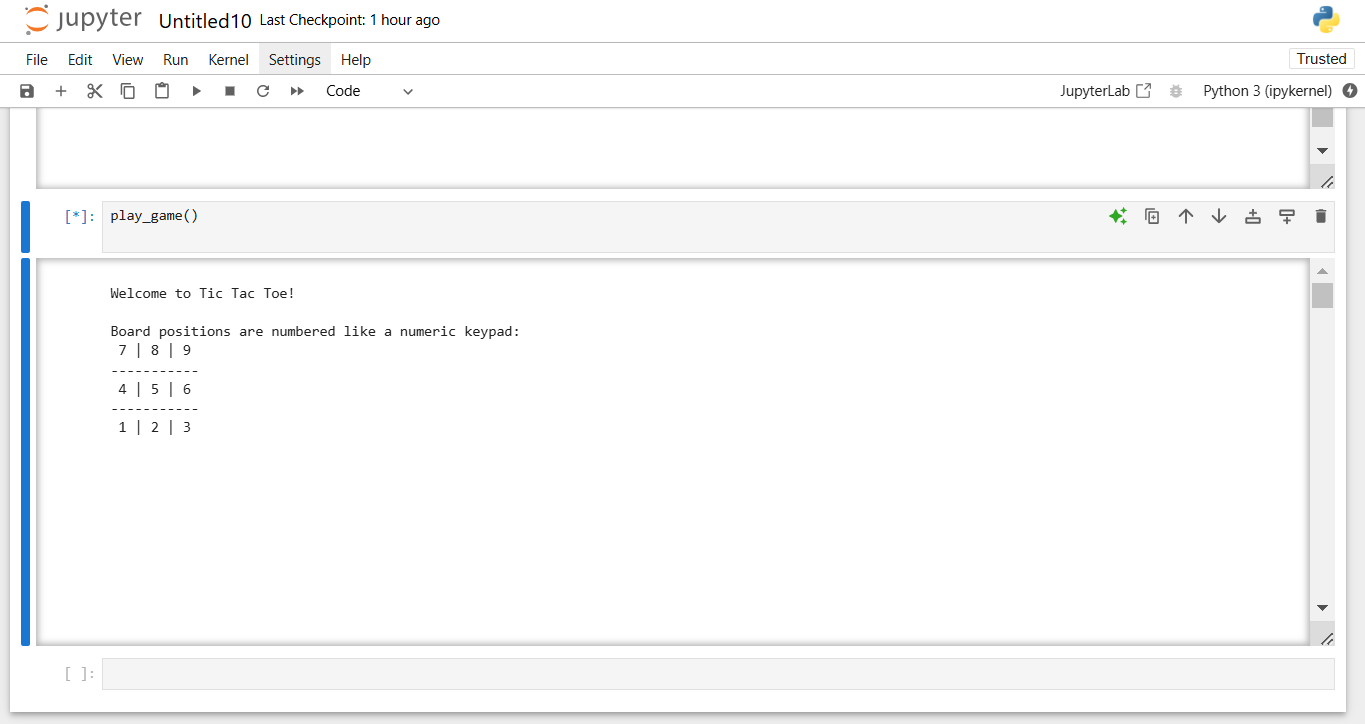 jupyter Untitled10 Last Checkpoint: 1 hour ago
File Edit View Run Kernel Settings Help Trusted
Code JupyterLab Python 3 (ipykernel)
[*]: play_game()
Welcome to Tic Tac Toe!
Board positions are numbered like a numeric keypad:
7 | 8 | 9
-----------
4 | 5 | 6
-----------
1 | 2 | 3
[ ]: